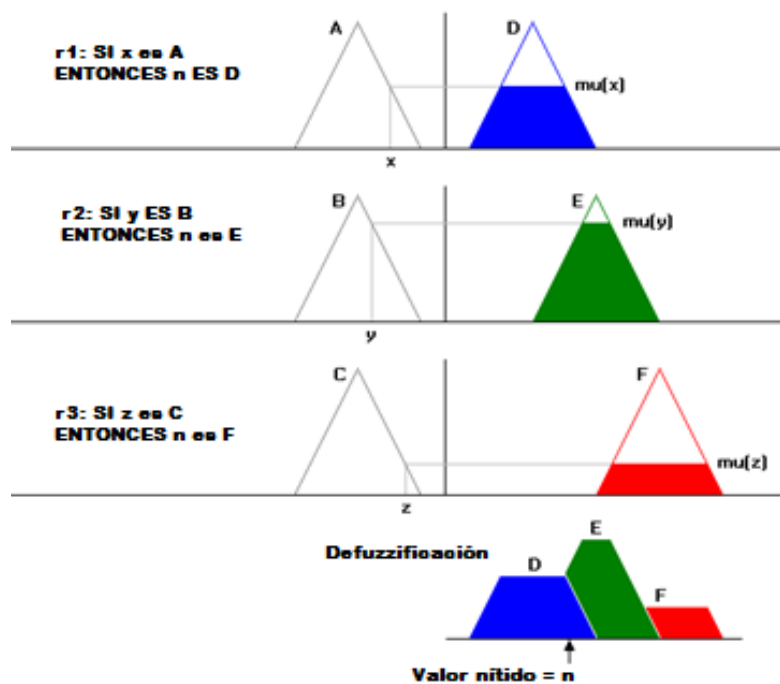 A
D
r1: SI x es A
ENTONCES n ES D
mu(x)
x
B
E
r2: SI y ES B
ENTONCES n es E
mu(y)
y
C
F
r3: SI z es C
ENTONCES n es F
mu(z)
z
E
Defuzzificación
D
F
Valor nítido = n